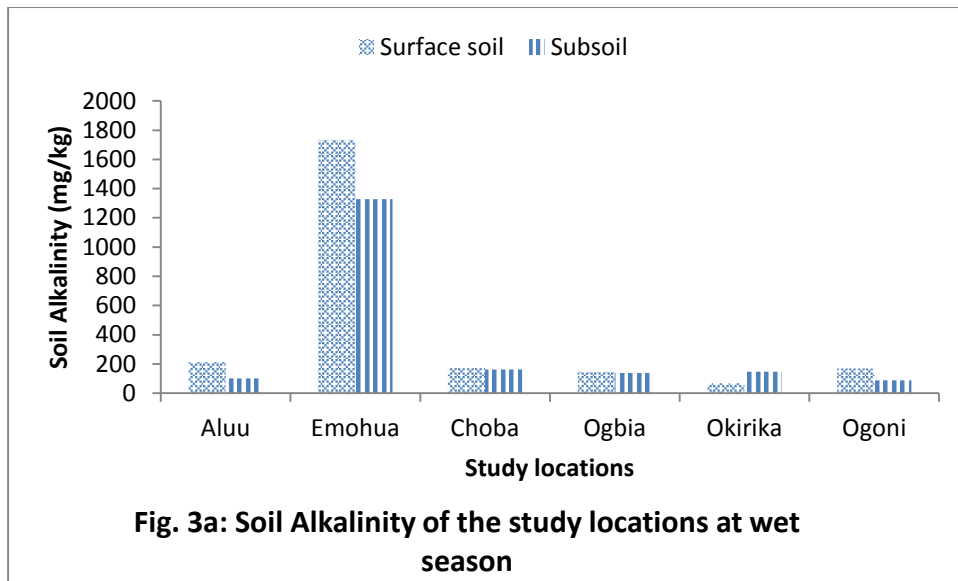 Surface soil Subsoil
Soil Alkalinity (mg/kg)
2000
1800
1600
1400
1200
1000
800
600
400
200
0
Aluu Emohua Choba Ogbia Okirika Ogoni
Study locations
Fig. 3a: Soil Alkalinity of the study locations at wet
season